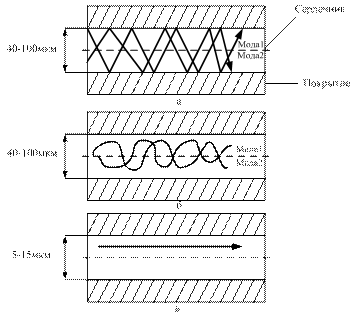 Сердечник
40-100мкм
Мода1
Мода2
Покрытие
а
40-100мкм
Мода1
Мода2
б
5-15мкм
в